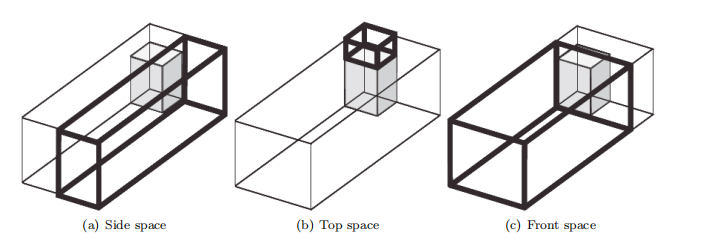 (a) Side space
(b) Top space
(c) Front space